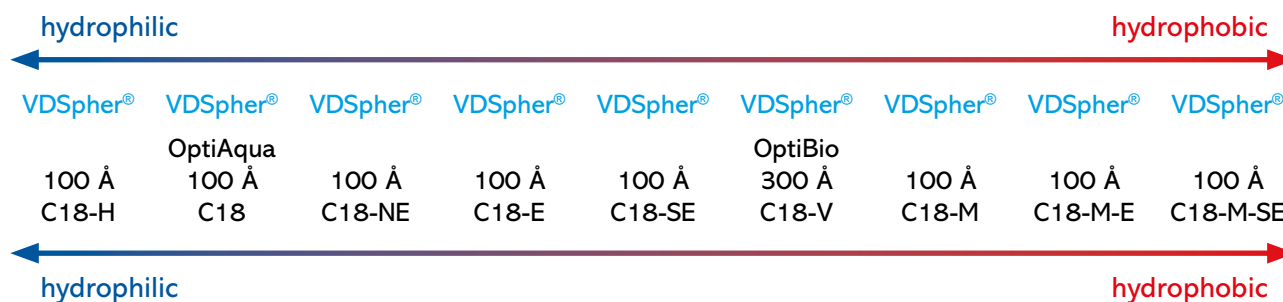 hydrophilic hydrophobic
VDSpher® VDSpher® VDSpher® VDSpher® VDSpher® VDSpher® VDSpher® VDSpher® VDSpher®
OptiAqua OptiBio
100 Å 100 Å 100 Å 100 Å 100 Å 300 Å 100 Å 100 Å 100 Å
C18-H C18 C18-NE C18-E C18-SE C18-V C18-M C18-M-E C18-M-SE
hydrophilic hydrophobic